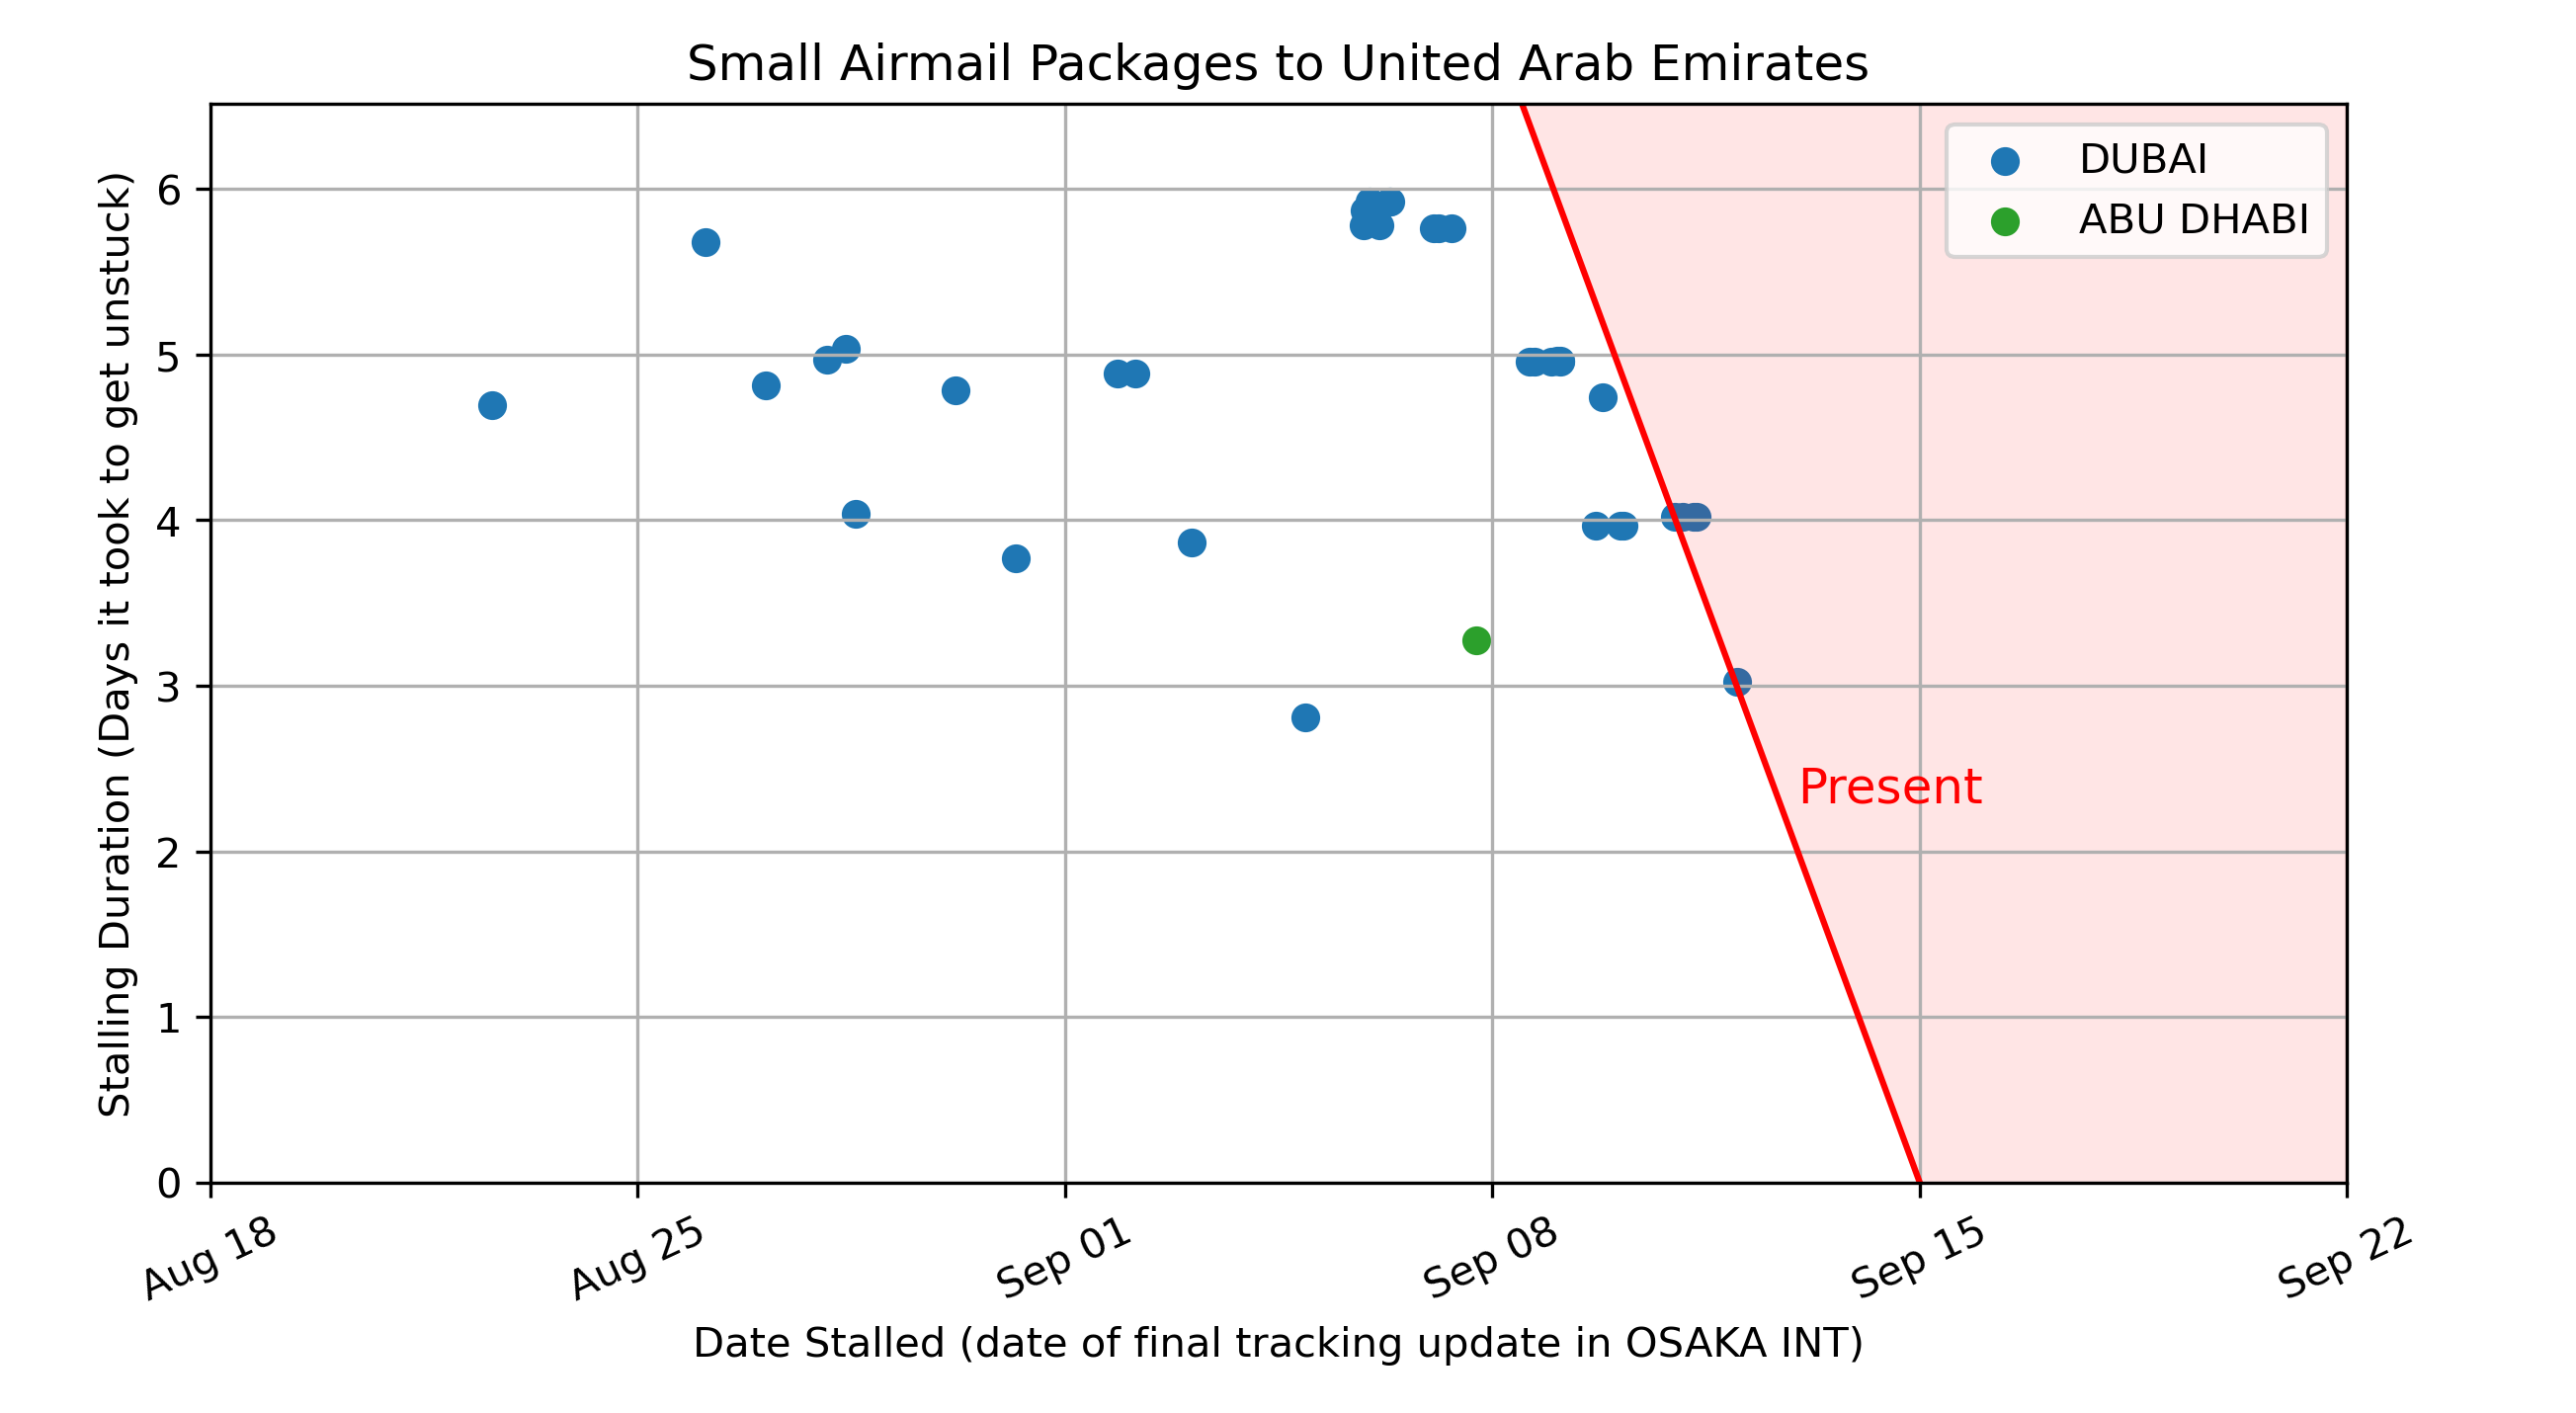 Small Airmail Packages to United Arab Emirates
Stalling Duration (Days it took to get unstuck)
6
5
4
3
2
1
0
DUBAI
ABU DHABI
Present
Aug 18
Aug 25
Sep 01
Sep 08
Sep 15
Sep 22
Date Stalled (date of final tracking update in OSAKA INT)